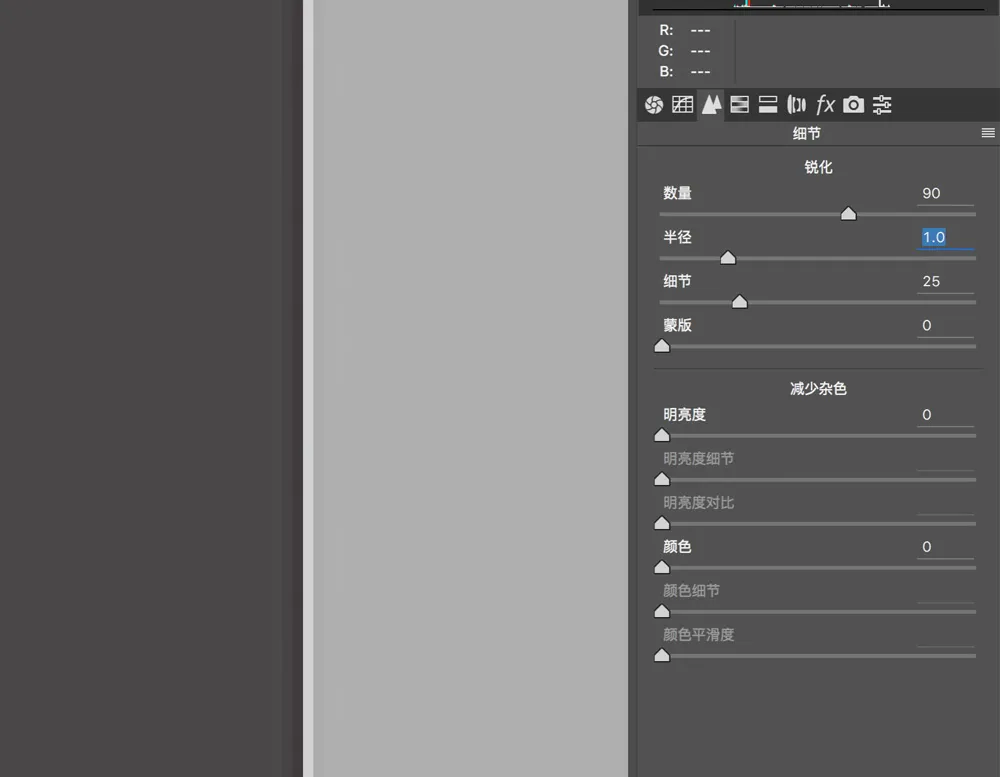 R: ---
G: ---
B: ---
fx
细节
锐化
数量 90
半径 1.0
细节 25
蒙版 0
减少杂色
明亮度 0
明亮度细节
明亮度对比
颜色 0
颜色细节
颜色平滑度